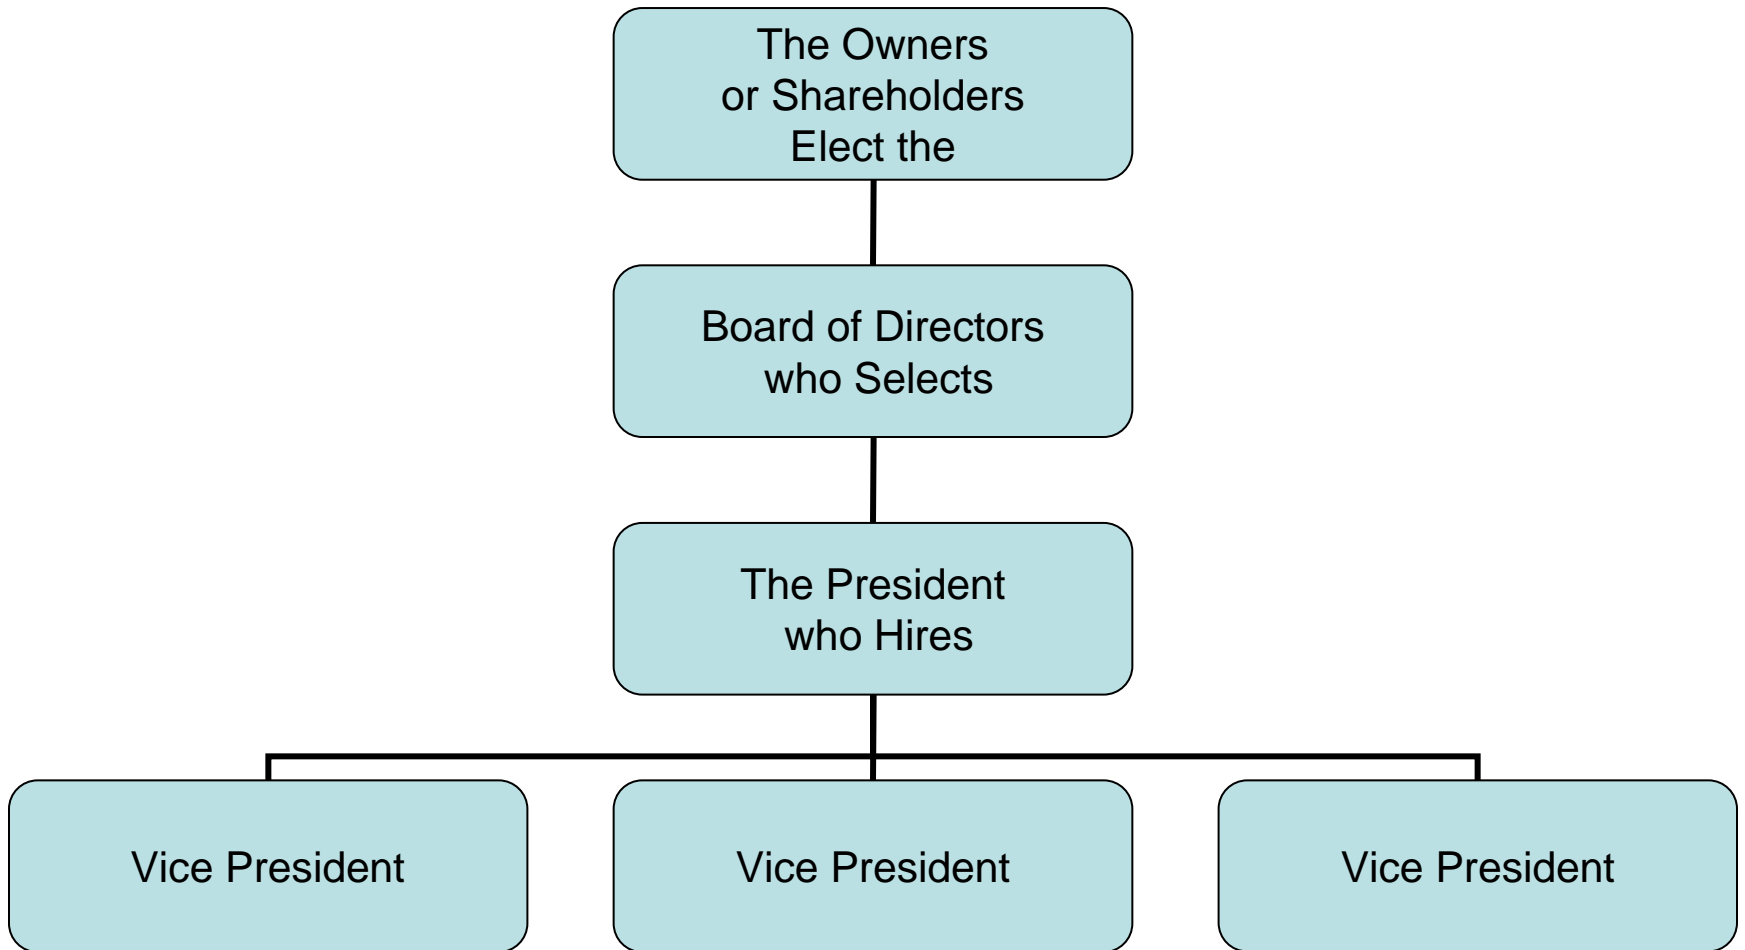 The Owners
or Shareholders
Elect the
Board of Directors
who Selects
The President
who Hires
Vice President
Vice President
Vice President